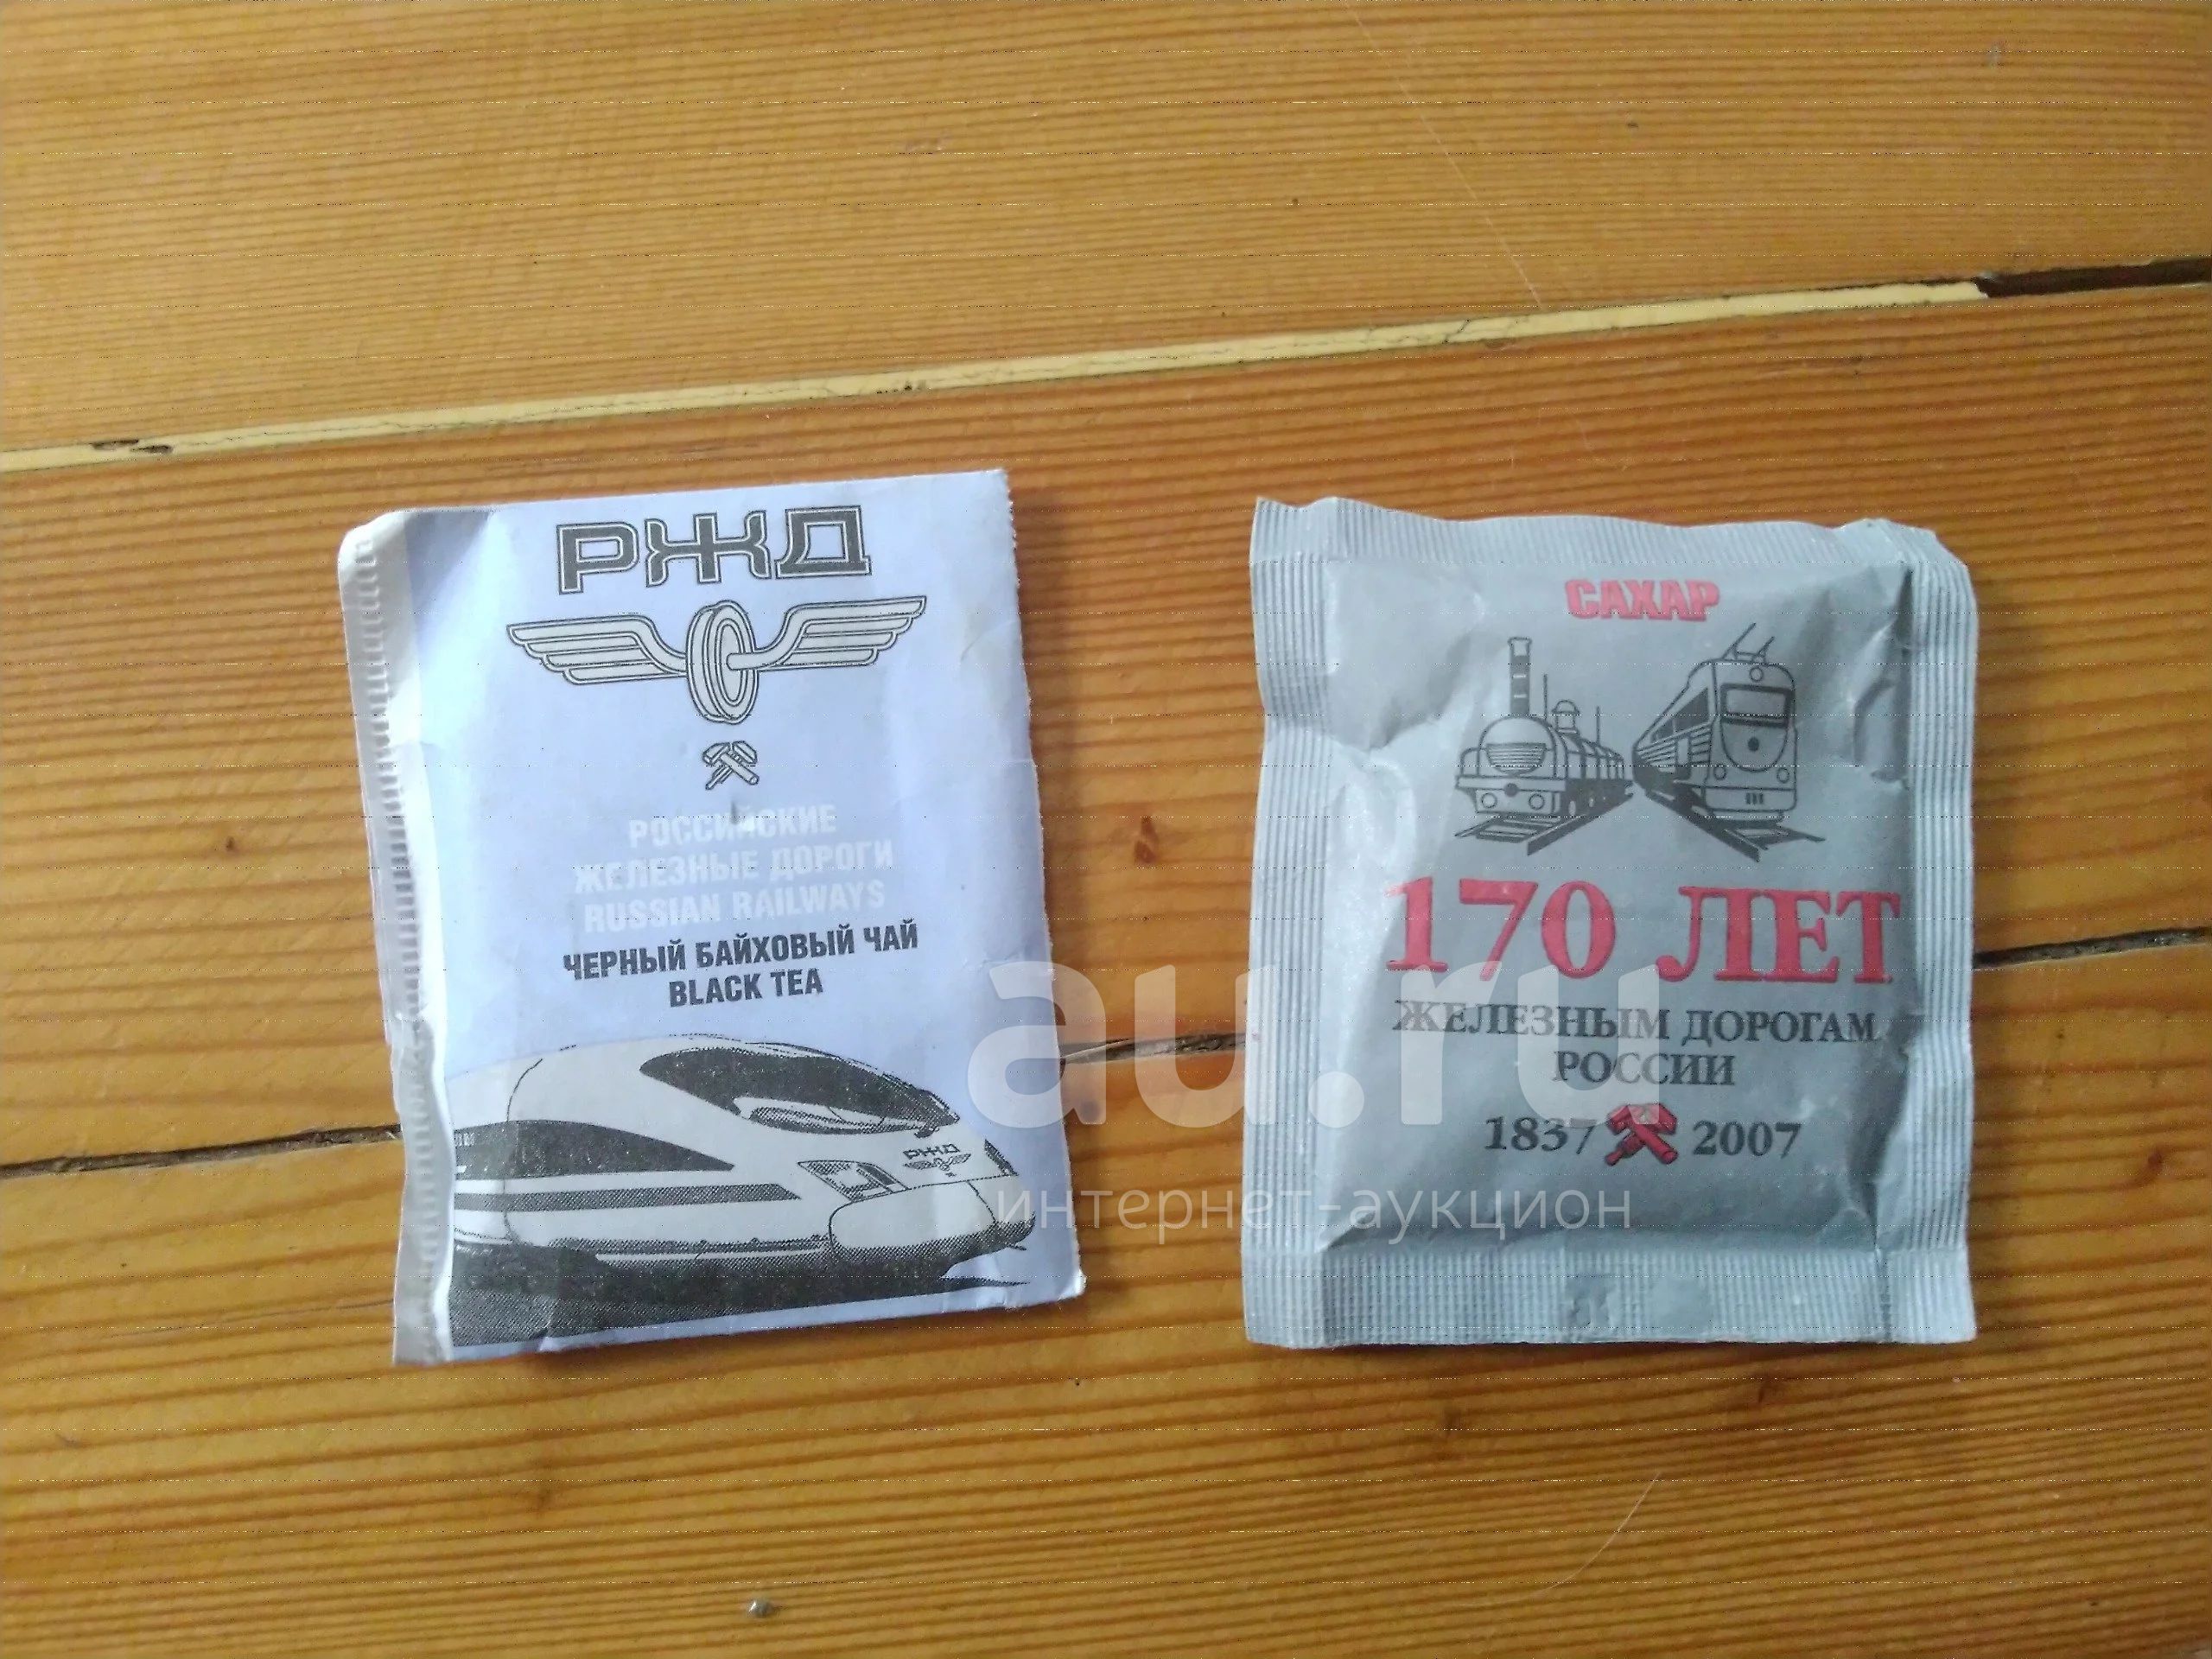 РЖД
РОССИЙСКИЕ
ЖЕЛЕЗНЫЕ ДОРОГИ
RUSSIAN RAILWAYS
ЧЕРНЫЙ БАЙХОВЫЙ ЧАЙ
BLACK TEA
РЖД
САХАР
170 ЛЕТ
ЖЕЛЕЗНЫМ ДОРОГАМ
РОССИИ
1837 2007
au.ru
интернет-аукцион